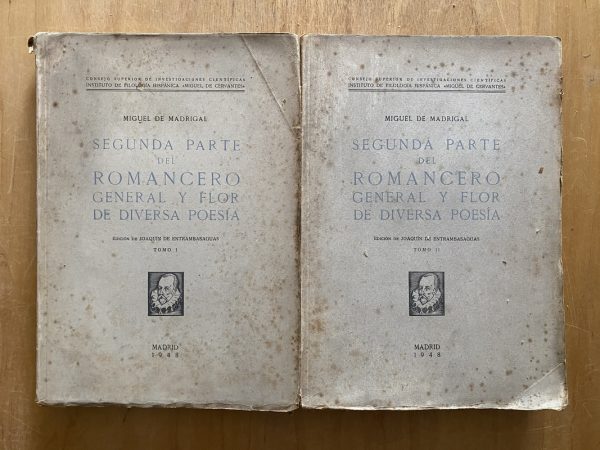 CONSEJO SUPERIOR DE INVESTIGACIONES CIENTÍFICAS
INSTITUTO DE FILOLOGÍA HISPÁNICA «MIGUEL DE CERVANTES»
MIGUEL DE MADRIGAL
SEGUNDA PARTE
DEL
ROMANCERO
GENERAL Y FLOR
DE DIVERSA POESÍA
EDICIÓN DE JOAQUÍN DE ENTRAMBASAGUAS
TOMO I
MADRID
1948
CONSEJO SUPERIOR DE INVESTIGACIONES CIENTÍFICAS
INSTITUTO DE FILOLOGÍA HISPÁNICA «MIGUEL DE CERVANTES»
MIGUEL DE MADRIGAL
SEGUNDA PARTE
DEL
ROMANCERO
GENERAL Y FLOR
DE DIVERSA POESÍA
EDICIÓN DE JOAQUÍN DE ENTRAMBASAGUAS
TOMO II
MADRID
1948